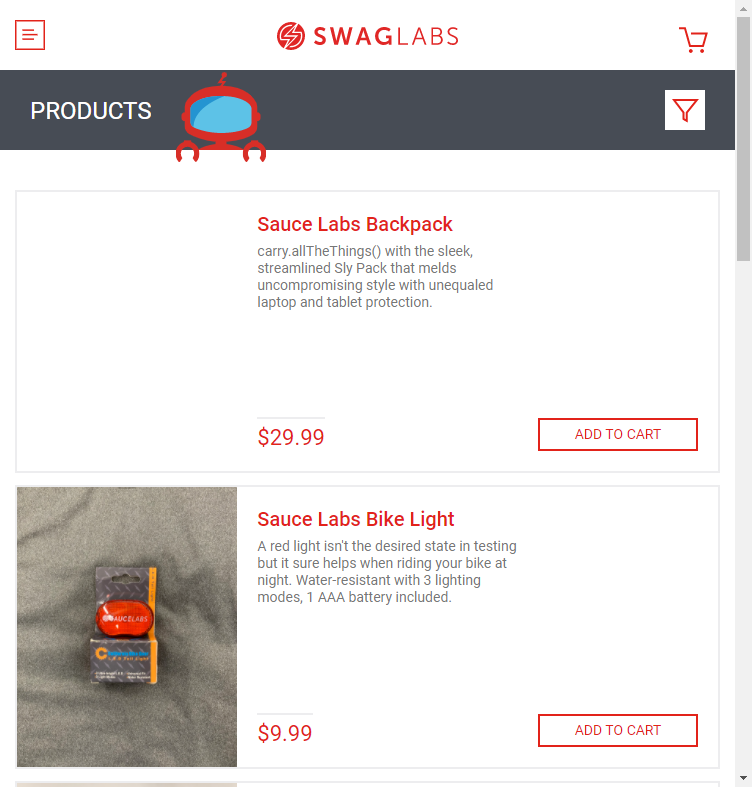 SWAGLABS
PRODUCTS
Sauce Labs Backpack
carry.allTheThings() with the sleek,
streamlined Sly Pack that melds
uncompromising style with unequaled
laptop and tablet protection.
$29.99
ADD TO CART
Sauce Labs Bike Light
A red light isn't the desired state in testing
but it sure helps when riding your bike at
night. Water-resistant with 3 lighting
modes, 1 AAA battery included.
AUCELABS
$9.99
ADD TO CART